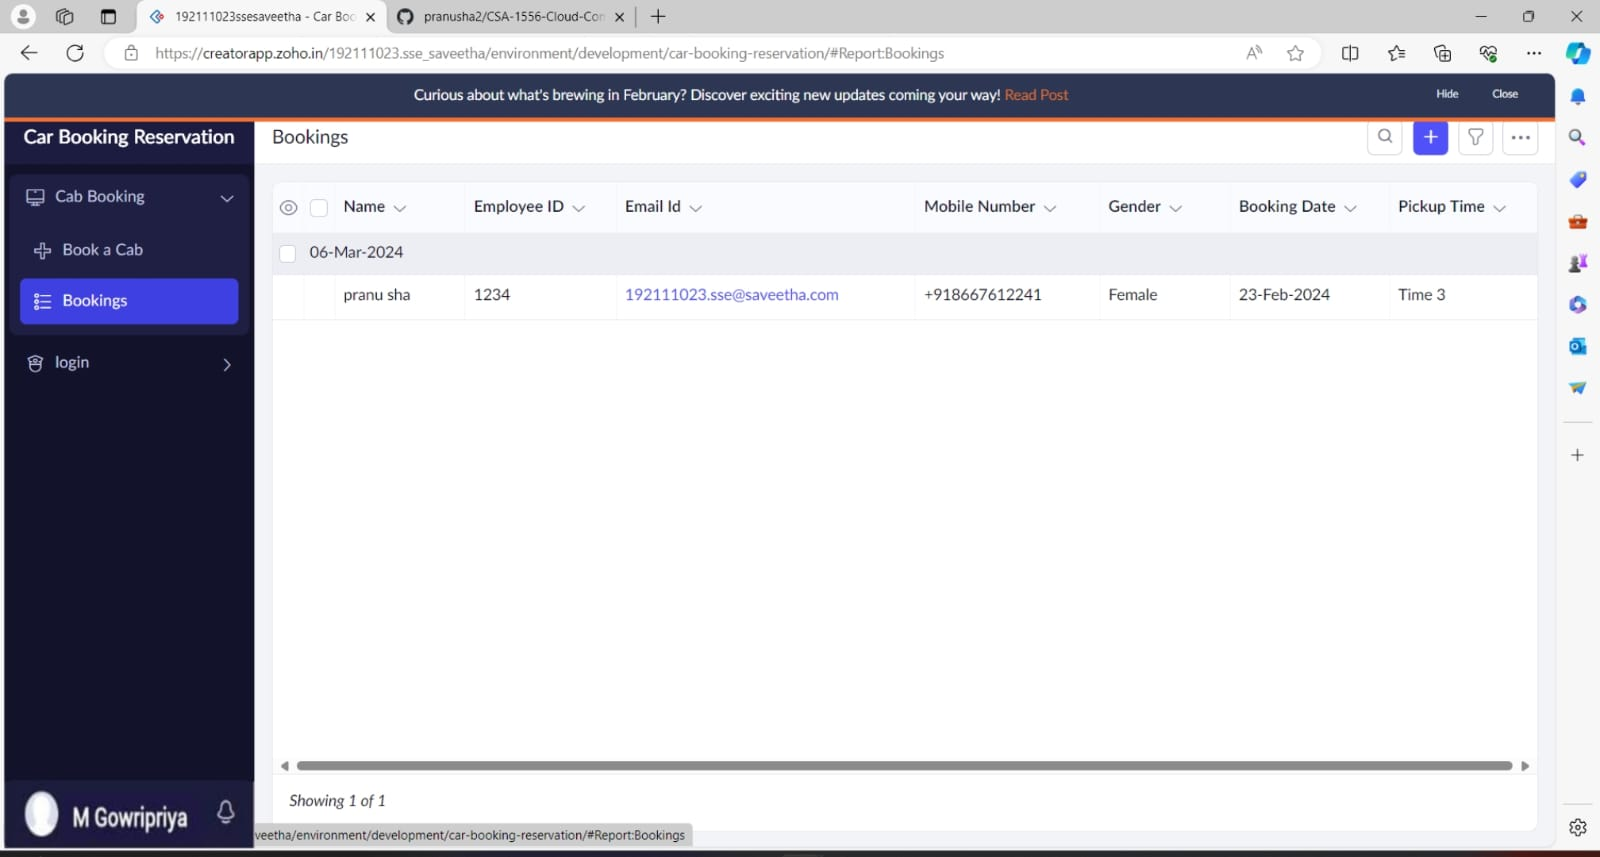 192111023ssesaveetha - Car Boo
pranusha2/CSA-1556-Cloud-Con
https://creatorapp.zoho.in/192111023.sse_saveetha/environment/development/car-booking-reservation/#Report:Bookings
Curious about what's brewing in February? Discover exciting new updates coming your way! Read Post
Hide
Close
Car Booking Reservation
Bookings
Cab Booking
Book a Cab
Bookings
login
Name Employee ID Email Id Mobile Number Gender Booking Date Pickup Time
06-Mar-2024
pranu sha 1234 192111023.sse@saveetha.com +918667612241 Female 23-Feb-2024 Time 3
Showing 1 of 1
M Gowripriya
veetha/environment/development/car-booking-reservation/#Report:Bookings